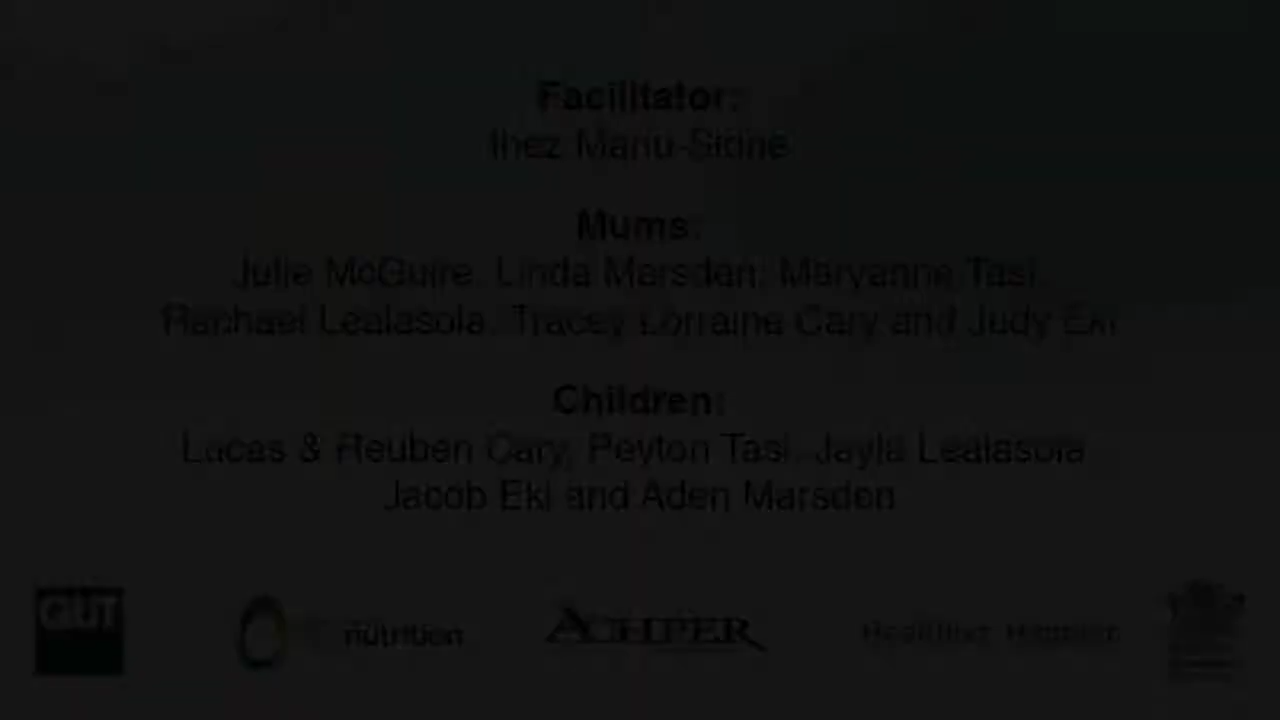 Facilitator:
Inez Manu-Sione
Mums:
Julie McGuire, Linda Marsden, Maryanne Tasi,
Raphael Lealasola, Tracey Lorraine Cary and Judy Eki
Children:
Lucas & Reuben Cary, Peyton Tasi, Jayla Lealasola
Jacob Eki and Aden Marsden
QUT
nutrition
ACHPER